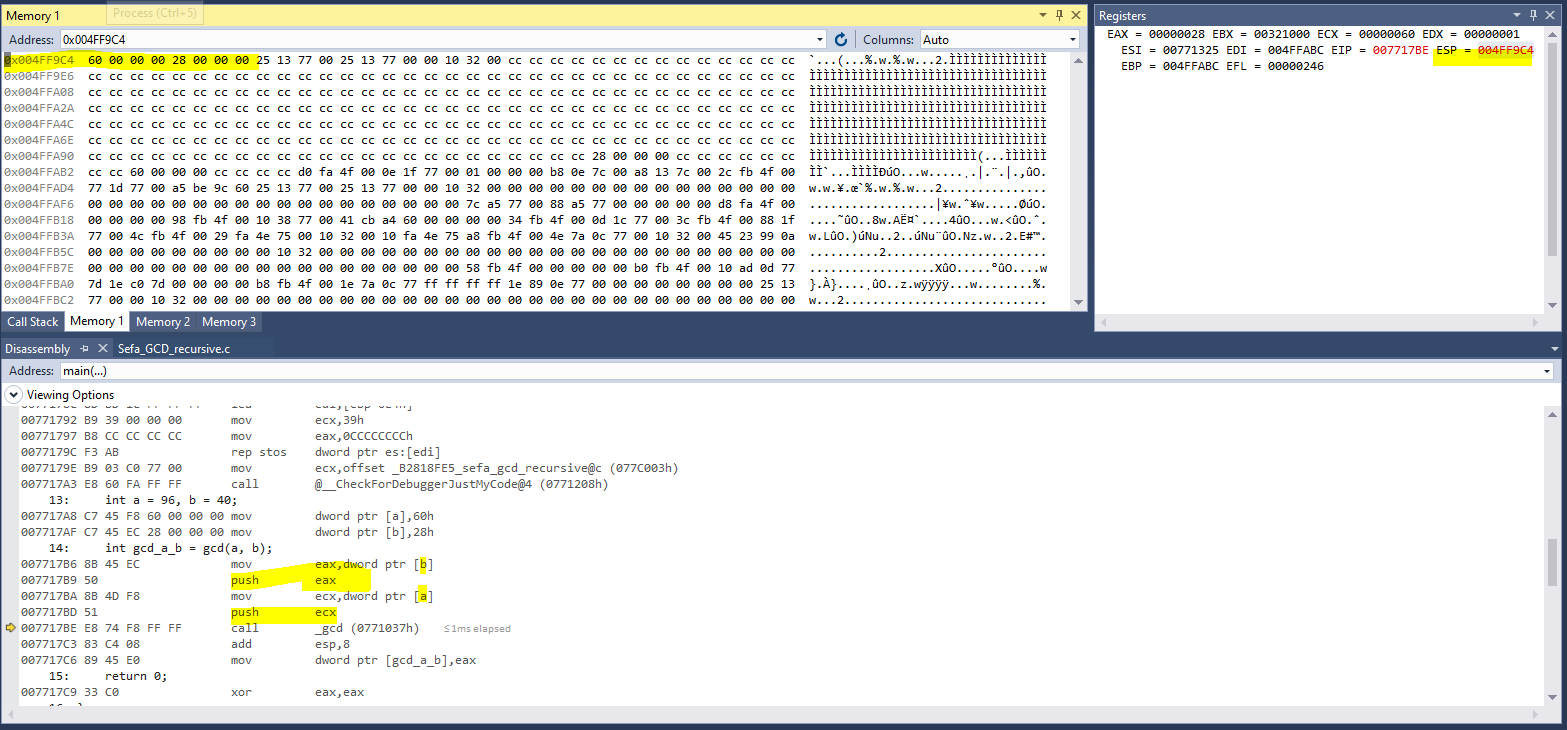 Process (Ctrl+5)
Memory 1
Address: 0x004FF9C4 Columns: Auto
0x004FF9C4 60 00 00 00 28 00 00 00 25 13 77 00 25 13 77 00 00 10 32 00 cc cc cc cc cc cc cc cc cc cc cc cc cc cc `...(...%.w.%.w...2.ÌÌÌÌÌÌÌÌÌÌÌÌÌÌ
0x004FF9E6 cc cc cc cc cc cc cc cc cc cc cc cc cc cc cc cc cc cc cc cc cc cc cc cc cc cc cc cc cc cc cc cc cc cc ÌÌÌÌÌÌÌÌÌÌÌÌÌÌÌÌÌÌÌÌÌÌÌÌÌÌÌÌÌÌÌÌÌÌ
0x004FFA08 cc cc cc cc cc cc cc cc cc cc cc cc cc cc cc cc cc cc cc cc cc cc cc cc cc cc cc cc cc cc cc cc cc cc ÌÌÌÌÌÌÌÌÌÌÌÌÌÌÌÌÌÌÌÌÌÌÌÌÌÌÌÌÌÌÌÌÌÌ
0x004FFA2A cc cc cc cc cc cc cc cc cc cc cc cc cc cc cc cc cc cc cc cc cc cc cc cc cc cc cc cc cc cc cc cc cc cc ÌÌÌÌÌÌÌÌÌÌÌÌÌÌÌÌÌÌÌÌÌÌÌÌÌÌÌÌÌÌÌÌÌÌ
0x004FFA4C cc cc cc cc cc cc cc cc cc cc cc cc cc cc cc cc cc cc cc cc cc cc cc cc cc cc cc cc cc cc cc cc cc cc ÌÌÌÌÌÌÌÌÌÌÌÌÌÌÌÌÌÌÌÌÌÌÌÌÌÌÌÌÌÌÌÌÌÌ
0x004FFA6E cc cc cc cc cc cc cc cc cc cc cc cc cc cc cc cc cc cc cc cc cc cc cc cc cc cc cc cc cc cc cc cc cc cc ÌÌÌÌÌÌÌÌÌÌÌÌÌÌÌÌÌÌÌÌÌÌÌÌÌÌÌÌÌÌÌÌÌÌ
0x004FFA90 cc cc cc cc cc cc cc cc cc cc cc cc cc cc cc cc cc cc cc cc cc cc cc cc 28 00 00 00 cc cc cc cc cc cc ÌÌÌÌÌÌÌÌÌÌÌÌÌÌÌÌÌÌÌÌÌÌÌÌ(...ÌÌÌÌÌÌ
0x004FFAB2 cc cc 60 00 00 00 cc cc cc cc d0 fa 4f 00 0e 1f 77 00 01 00 00 00 b8 0e 7c 00 a8 13 7c 00 2c fb 4f 00 ÌÌ`...ÌÌÌÌÐúO...w.....¸.|.¨.|.,ûO.
0x004FFAD4 77 1d 77 00 a5 be 9c 60 25 13 77 00 25 13 77 00 00 10 32 00 00 00 00 00 00 00 00 00 00 00 00 00 00 00 w.w.¥.œ`%.w.%.w...2...............
0x004FFAF6 00 00 00 00 00 00 00 00 00 00 00 00 00 00 00 00 00 00 7c a5 77 00 88 a5 77 00 00 00 00 00 d8 fa 4f 00 ..................|¥w.ˆ¥w.....ØúO.
0x004FFB18 00 00 00 00 98 fb 4f 00 10 38 77 00 41 cb a4 60 00 00 00 00 34 fb 4f 00 0d 1c 77 00 3c fb 4f 00 88 1f ....˜ûO..8w.AË¤`....4ûO...w.<ûO.ˆ.
0x004FFB3A 77 00 4c fb 4f 00 29 fa 4e 75 00 10 32 00 10 fa 4e 75 a8 fb 4f 00 4e 7a 0c 77 00 10 32 00 45 23 99 0a w.LûO.)úNu..2..úNu¨ûO.Nz.w..2.E#™.
0x004FFB5C 00 00 00 00 00 00 00 00 00 10 32 00 00 00 00 00 00 00 00 00 00 00 00 00 00 00 00 00 00 00 00 00 00 00 ..........2.......................
0x004FFB7E 00 00 00 00 00 00 00 00 00 00 00 00 00 00 00 00 00 00 58 fb 4f 00 00 00 00 00 b0 fb 4f 00 10 ad 0d 77 ..................XûO.....°ûO....w
0x004FFBA0 7d 1e c0 7d 00 00 00 00 b8 fb 4f 00 1e 7a 0c 77 ff ff ff ff 1e 89 0e 77 00 00 00 00 00 00 00 00 25 13 }.À}....¸ûO..z.wÿÿÿÿ...w........%.
0x004FFBC2 77 00 00 10 32 00 00 00 00 00 00 00 00 00 00 00 00 00 00 00 00 00 00 00 00 00 00 00 00 00 00 00 00 00 w...2.............................
Call Stack Memory 1 Memory 2 Memory 3
Registers
EAX = 00000028 EBX = 00321000 ECX = 00000060 EDX = 00000001
ESI = 00771325 EDI = 004FFABC EIP = 007717BE ESP = 004FF9C4
EBP = 004FFABC EFL = 00000246
Disassembly Sefa_GCD_recursive.c
Address: main(...)
Viewing Options
00771792 B9 39 00 00 00 mov ecx,39h
00771797 B8 CC CC CC CC mov eax,0CCCCCCCCh
0077179C F3 AB rep stos dword ptr es:[edi]
0077179E B9 03 C0 77 00 mov ecx,offset _B2818FE5_sefa_gcd_recursive@c (077C003h)
007717A3 E8 60 FA FF FF call @__CheckForDebuggerJustMyCode@4 (0771208h)
13: int a = 96, b = 40;
007717A8 C7 45 F8 60 00 00 00 mov dword ptr [a],60h
007717AF C7 45 EC 28 00 00 00 mov dword ptr [b],28h
14: int gcd_a_b = gcd(a, b);
007717B6 8B 45 EC mov eax,dword ptr [b]
007717B9 50 push eax
007717BA 8B 4D F8 mov ecx,dword ptr [a]
007717BD 51 push ecx
007717BE E8 74 F8 FF FF call _gcd (0771037h) ≤1ms elapsed
007717C3 83 C4 08 add esp,8
007717C6 89 45 E0 mov dword ptr [gcd_a_b],eax
15: return 0;
007717C9 33 C0 xor eax,eax